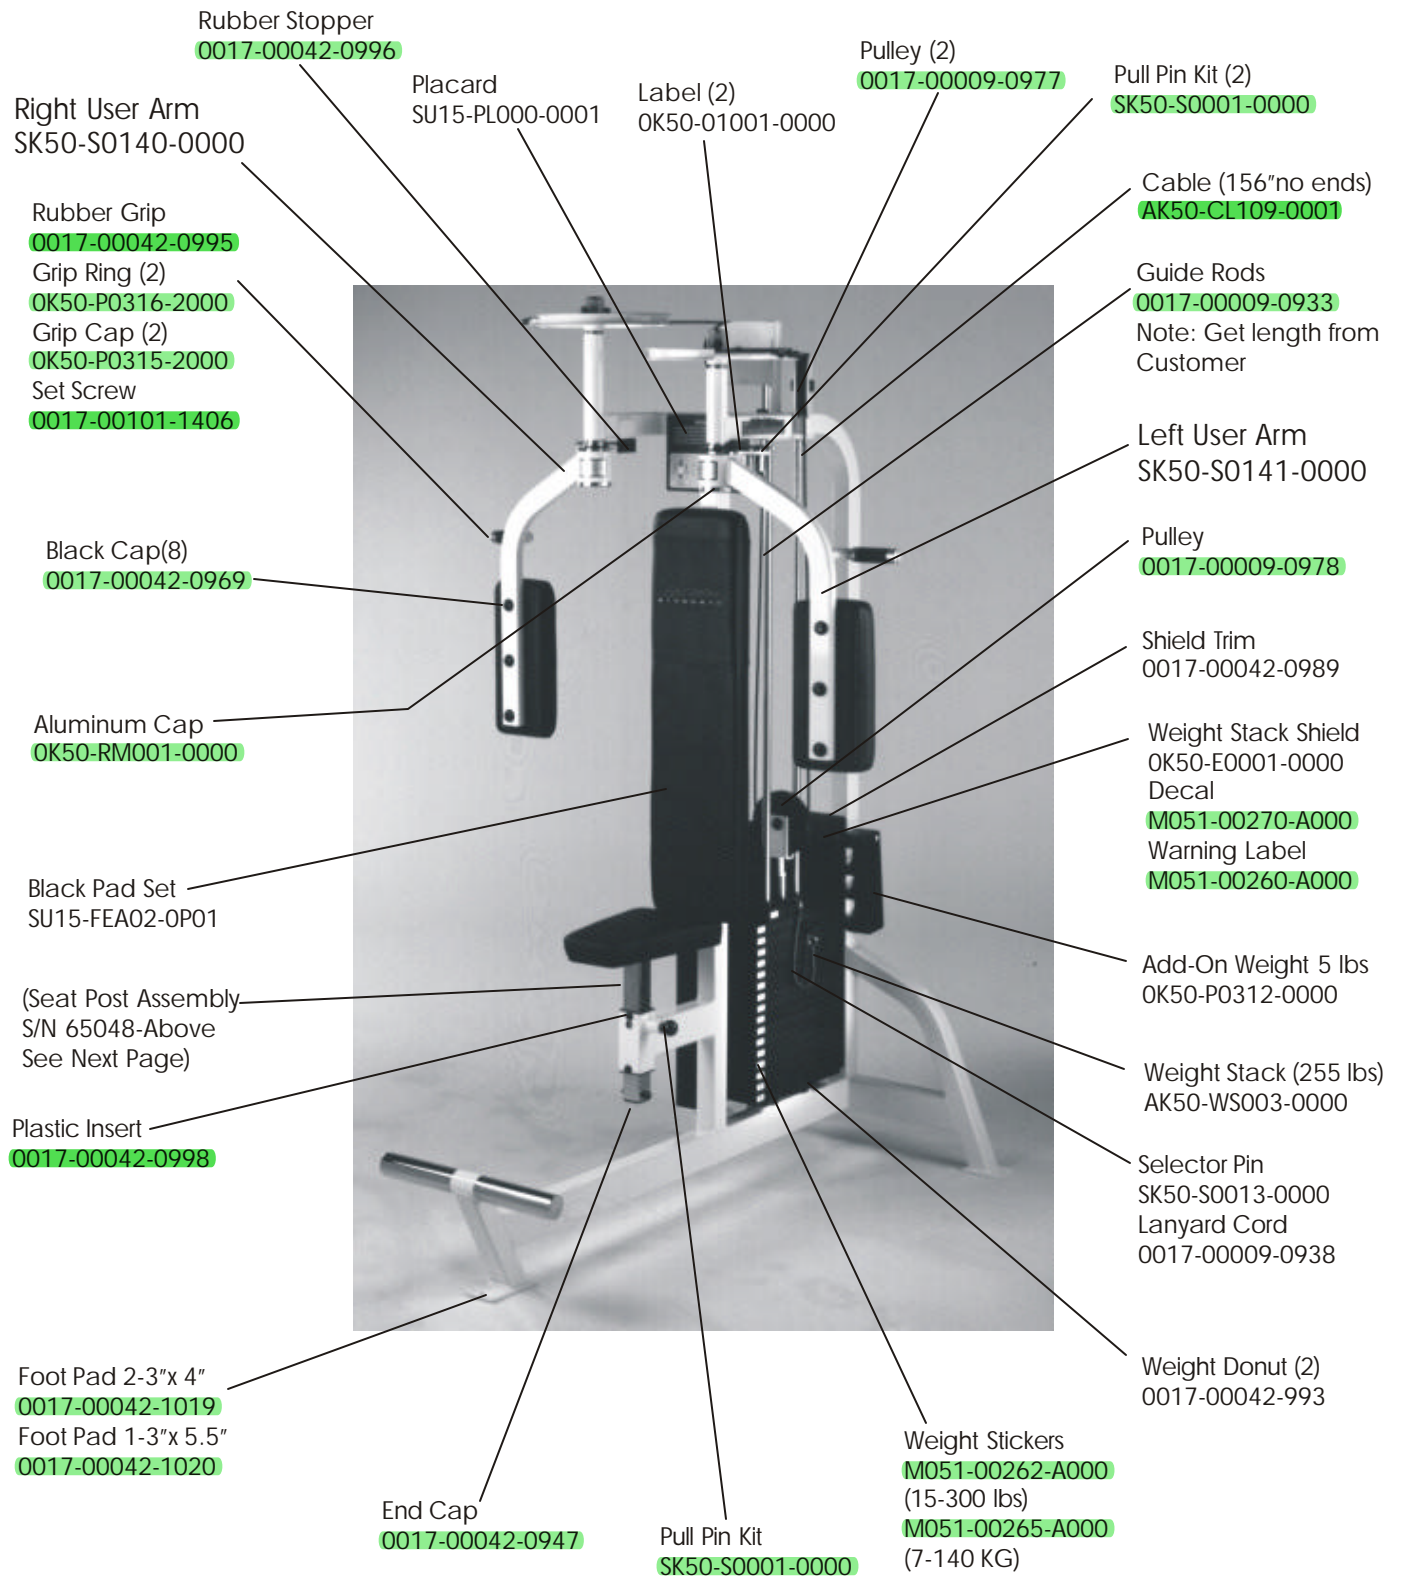 Rubber Stopper
0017-00042-0996
Placard
SU15-PL000-0001
Label (2)
0K50-01001-0000
Pulley (2)
0017-00009-0977
Pull Pin Kit (2)
SK50-S0001-0000
Right User Arm
SK50-S0140-0000
Rubber Grip
0017-00042-0995
Grip Ring (2)
0K50-P0316-2000
Grip Cap (2)
0K50-P0315-2000
Set Screw
0017-00101-1406
Black Cap(8)
0017-00042-0969
Aluminum Cap
0K50-RM001-0000
Black Pad Set
SU15-FEA02-0P01
(Seat Post Assembly
S/N 65048-Above
See Next Page)
Plastic Insert
0017-00042-0998
Foot Pad 2-3"x 4"
0017-00042-1019
Foot Pad 1-3"x 5.5"
0017-00042-1020
End Cap
0017-00042-0947
Pull Pin Kit
SK50-S0001-0000
Weight Stickers
M051-00262-A000
(15-300 lbs)
M051-00265-A000
(7-140 KG)
Cable (156"no ends)
AK50-CL109-0001
Guide Rods
0017-00009-0933
Note: Get length from
Customer
Left User Arm
SK50-S0141-0000
Pulley
0017-00009-0978
Shield Trim
0017-00042-0989
Weight Stack Shield
0K50-E0001-0000
Decal
M051-00270-A000
Warning Label
M051-00260-A000
Add-On Weight 5 lbs
0K50-P0312-0000
Weight Stack (255 lbs)
AK50-WS003-0000
Selector Pin
SK50-S0013-0000
Lanyard Cord
0017-00009-0938
Weight Donut (2)
0017-00042-993